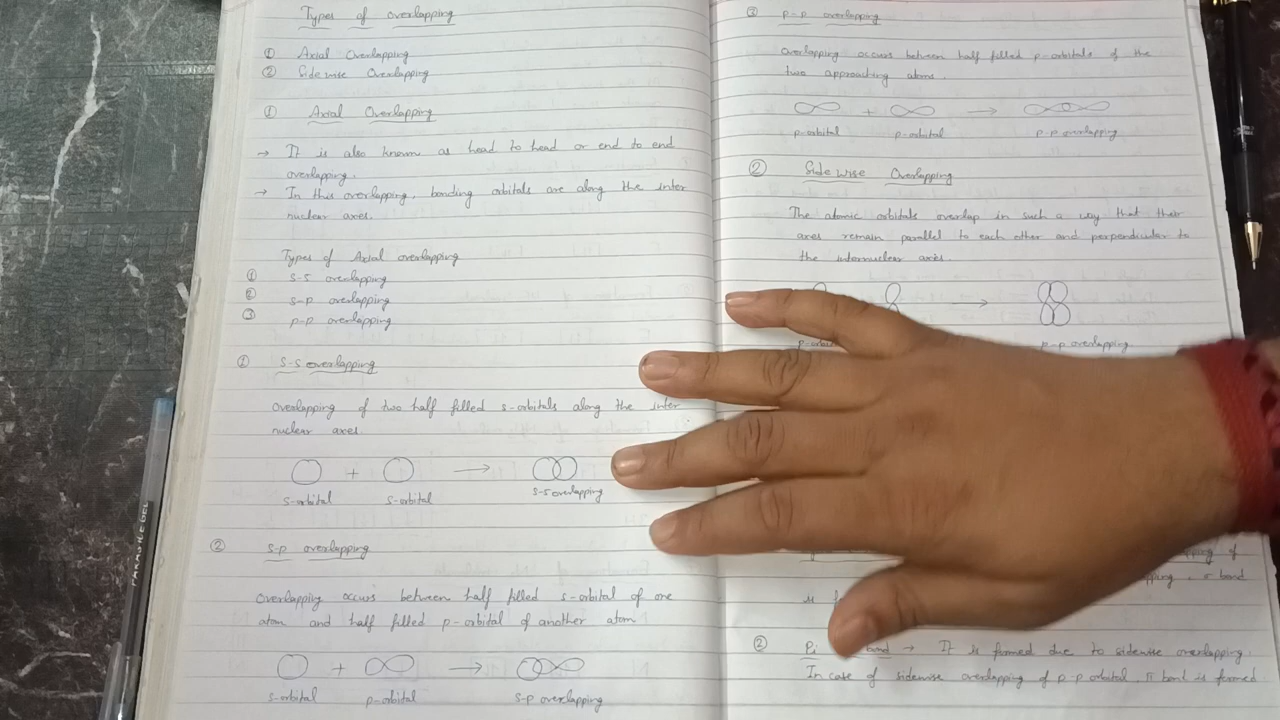 Types of overlapping
① Axial Overlapping
② Side wise Overlapping
① Axial Overlapping
→ It is also known as head to head or end to end
overlapping.
→ In this overlapping, bonding orbitals are along the inter
nuclear axes.
Types of Axial overlapping
① s-s overlapping
② s-p overlapping
③ p-p overlapping
① s-s overlapping
overlapping of two half filled s-orbitals along the inter
nuclear axes
+ →
s-orbital s-orbital s-s overlapping
② s-p overlapping
Overlapping occurs between half filled s-orbital of one
atom and half filled p-orbital of another atom
+ →
s-orbital p-orbital s-p overlapping
③ p-p overlapping
Overlapping occurs between half filled p-orbitals of the
two approaching atoms.
+ →
p-orbital p-orbital p-p overlapping
② Side wise Overlapping
The atomic orbitals overlap in such a way that their
axes remain parallel to each other and perpendicular to
the internuclear axis.
→
p-p overlapping
of
bond
② bond → It is formed due to sidewise overlapping.
In case of sidewise overlapping of p-p orbital, π bond is formed